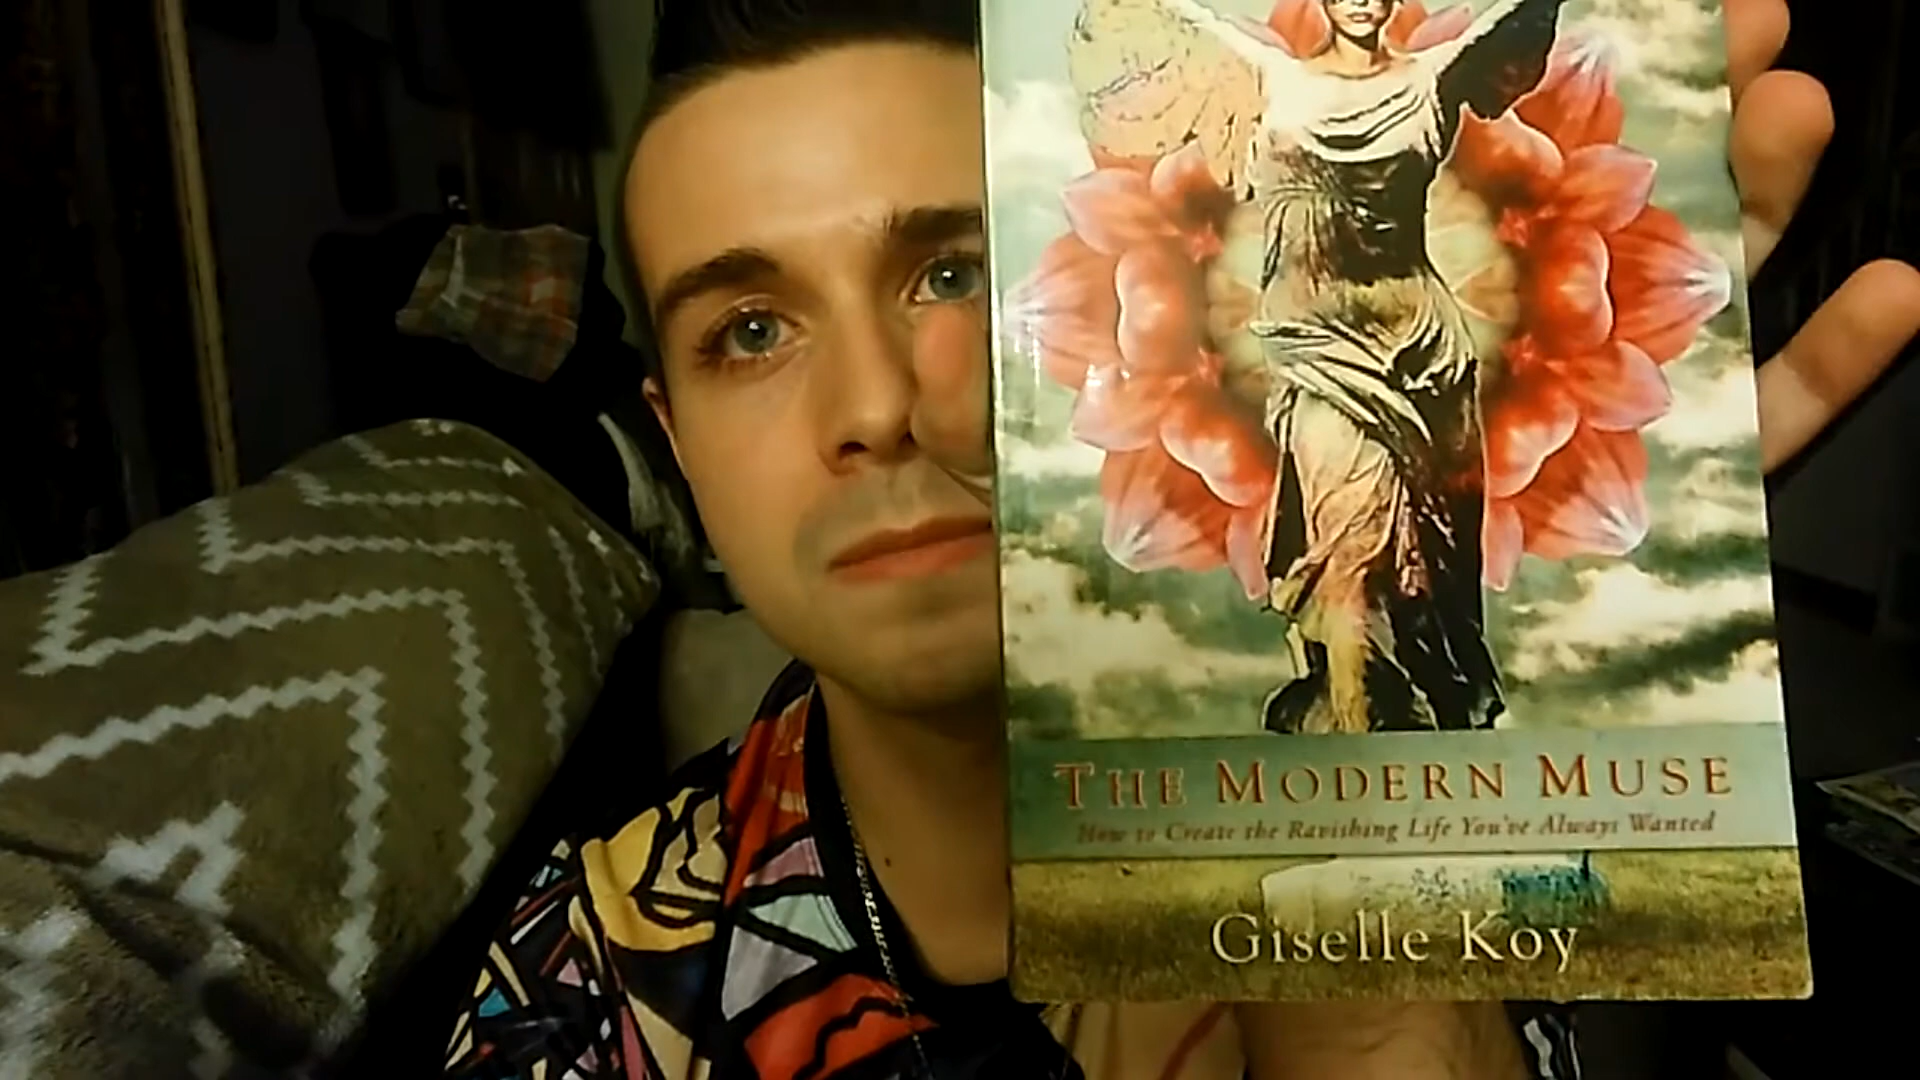 THE MODERN MUSE
How to Create the Ravishing Life You've Always Wanted
Giselle Koy